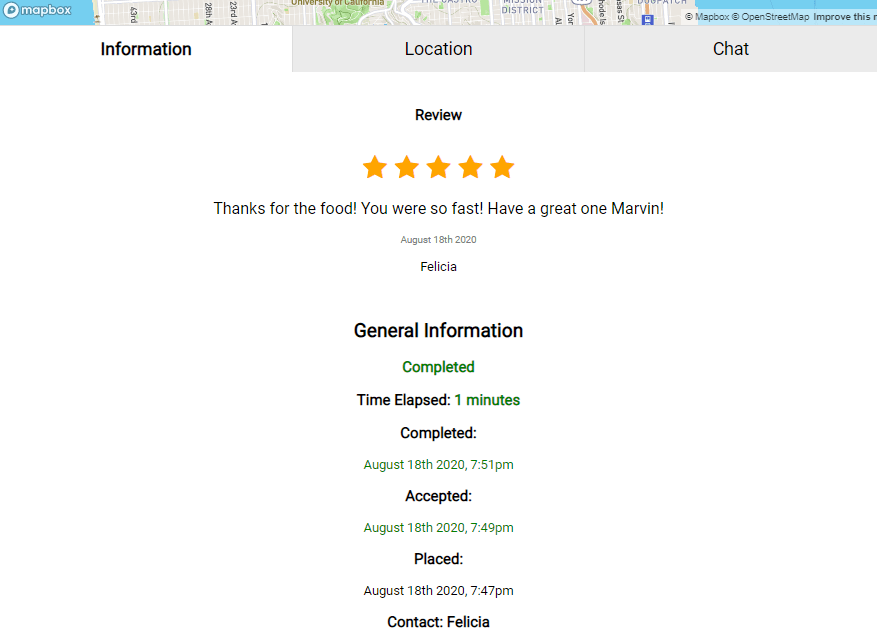 mapbox
43rd
28th A
23rd A
University of California
THE CASTRO
MISSION
DISTRICT
DOGPATCH
© Mapbox © OpenStreetMap Improve this
Information
Location
Chat
Review
Thanks for the food! You were so fast! Have a great one Marvin!
August 18th 2020
Felicia
General Information
Completed
Time Elapsed: 1 minutes
Completed:
August 18th 2020, 7:51pm
Accepted:
August 18th 2020, 7:49pm
Placed:
August 18th 2020, 7:47pm
Contact: Felicia